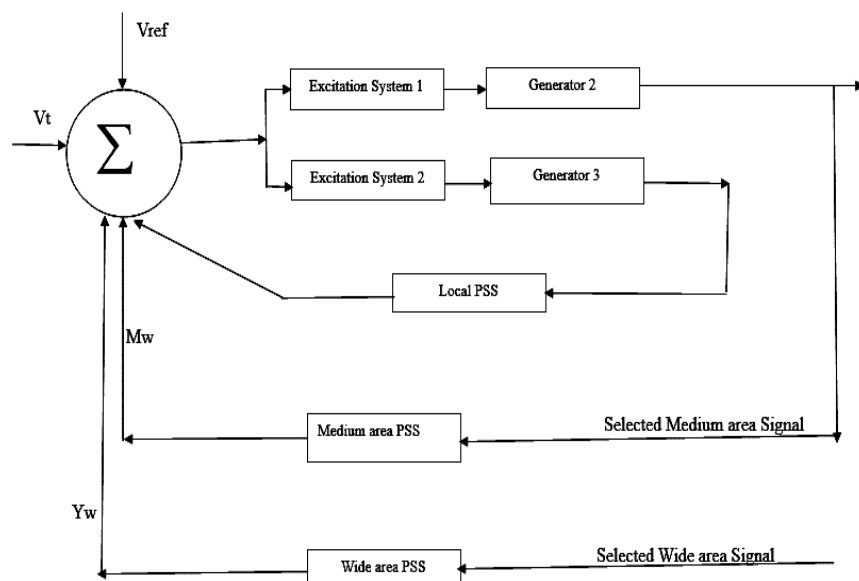 Vref
Excitation System 1
Generator 2
Vt
Σ
Excitation System 2
Generator 3
Local PSS
Mw
Selected Medium area Signal
Medium area PSS
Yw
Selected Wide area Signal
Wide area PSS